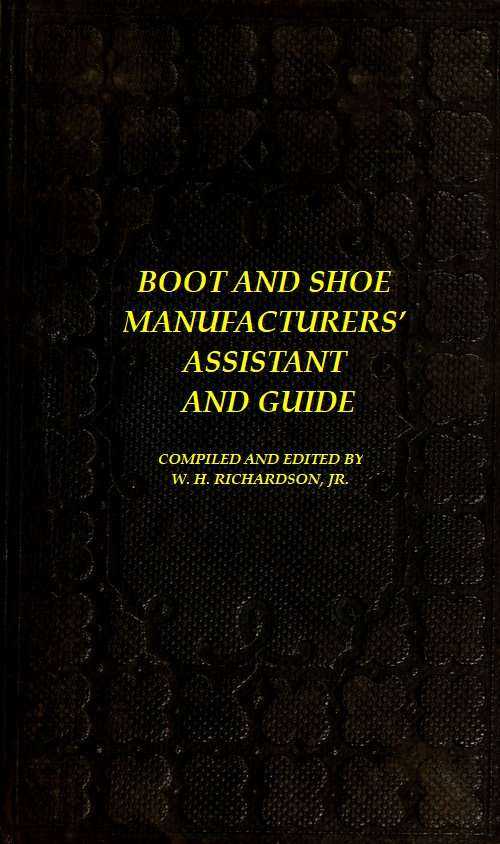 BOOT AND SHOE
MANUFACTURERS’
ASSISTANT
AND GUIDE
COMPILED AND EDITED BY
W. H. RICHARDSON, JR.